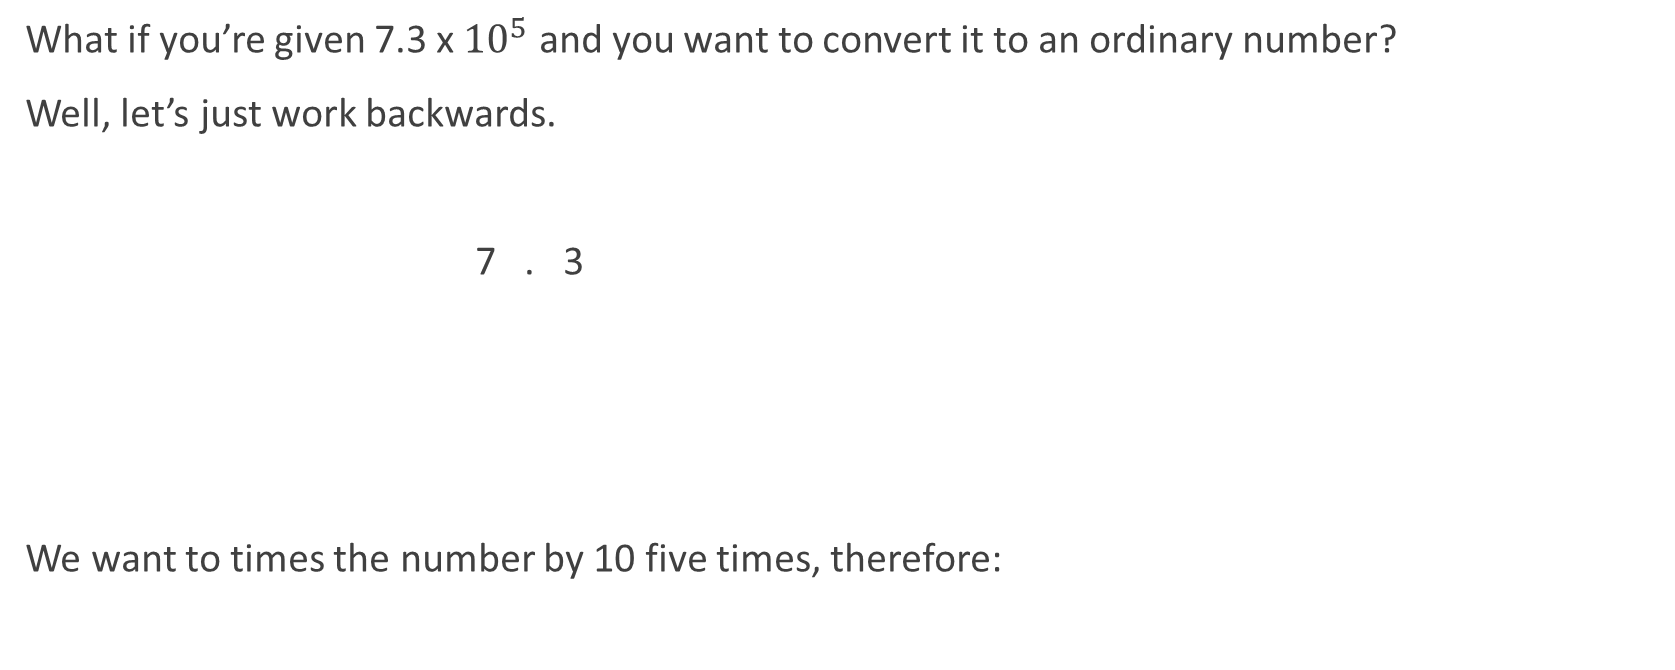 What if you’re given 7.3 x 10⁵ and you want to convert it to an ordinary number?
Well, let’s just work backwards.
7 . 3
We want to times the number by 10 five times, therefore: